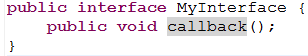 public interface MyInterface {
    public void callback();
}